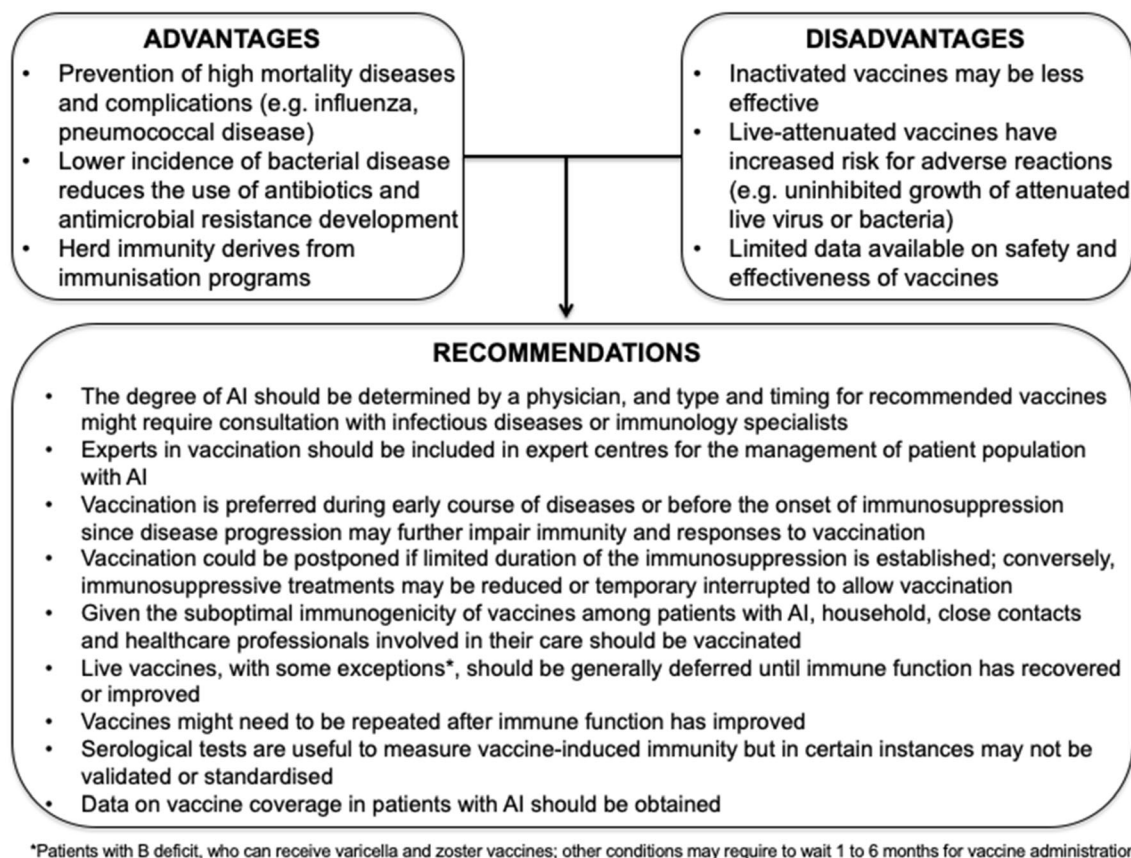 ADVANTAGES
• Prevention of high mortality diseases
and complications (e.g. influenza,
pneumococcal disease)
• Lower incidence of bacterial disease
reduces the use of antibiotics and
antimicrobial resistance development
• Herd immunity derives from
immunisation programs
DISADVANTAGES
• Inactivated vaccines may be less
effective
• Live-attenuated vaccines have
increased risk for adverse reactions
(e.g. uninhibited growth of attenuated
live virus or bacteria)
• Limited data available on safety and
effectiveness of vaccines
RECOMMENDATIONS
• The degree of AI should be determined by a physician, and type and timing for recommended vaccines
might require consultation with infectious diseases or immunology specialists
• Experts in vaccination should be included in expert centres for the management of patient population
with AI
• Vaccination is preferred during early course of diseases or before the onset of immunosuppression
since disease progression may further impair immunity and responses to vaccination
• Vaccination could be postponed if limited duration of the immunosuppression is established; conversely,
immunosuppressive treatments may be reduced or temporary interrupted to allow vaccination
• Given the suboptimal immunogenicity of vaccines among patients with AI, household, close contacts
and healthcare professionals involved in their care should be vaccinated
• Live vaccines, with some exceptions*, should be generally deferred until immune function has recovered
or improved
• Vaccines might need to be repeated after immune function has improved
• Serological tests are useful to measure vaccine-induced immunity but in certain instances may not be
validated or standardised
• Data on vaccine coverage in patients with AI should be obtained
*Patients with B deficit, who can receive varicella and zoster vaccines; other conditions may require to wait 1 to 6 months for vaccine administration